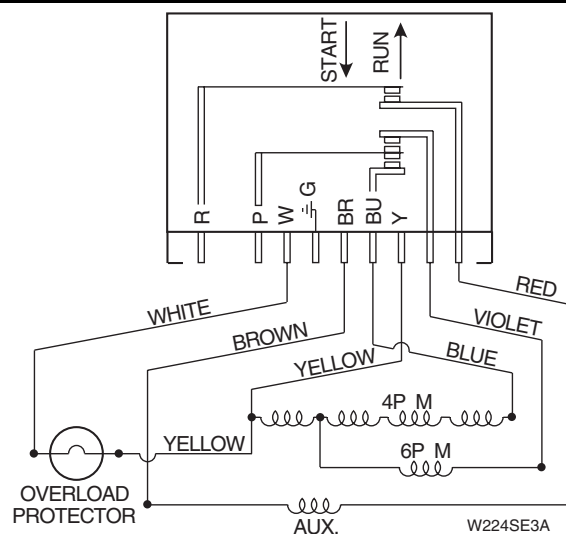 START
RUN
R
P
W
G
BR
BU
Y
RED
WHITE
VIOLET
BROWN
YELLOW
BLUE
4P M
YELLOW
6P M
OVERLOAD
PROTECTOR
AUX.
W224SE3A